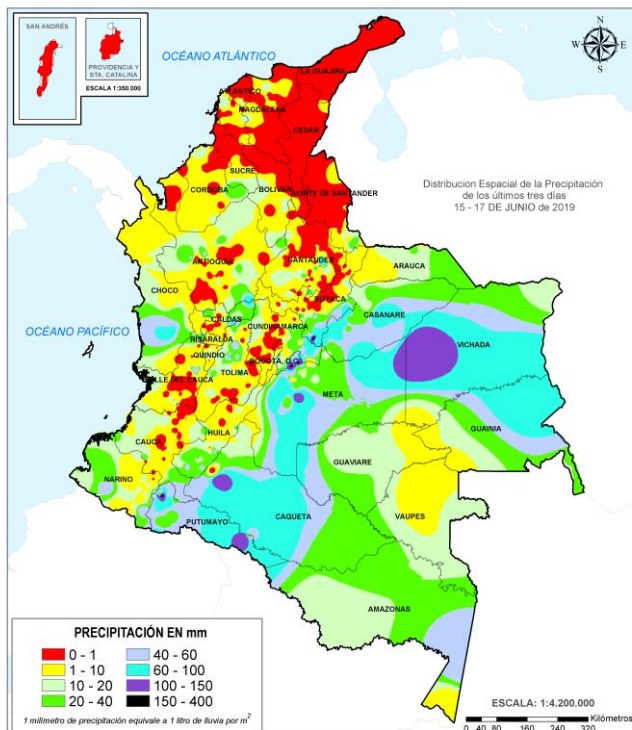 SAN ANDRÉS
PROVIDENCIA Y
STA. CATALINA
ESCALA 1:350.000
OCÉANO ATLÁNTICO
N
W E
S
LA GUAJIRA
ATLANTICO
MAGDALENA
CESAR
SUCRE
CORDOBA
BOLIVAR
NORTE DE SANTANDER
Distribucion Espacial de la Precipitación
de los últimos tres días
15 - 17 DE JUNIO de 2019
ANTIOQUIA
SANTANDER
ARAUCA
CHOCO
BOYACA
CASANARE
OCÉANO PACÍFICO
CALDAS
CUNDINAMARCA
VICHADA
RISARALDA
QUINDIO
BOGOTA, D.C.
TOLIMA
VALLE DEL CAUCA
META
GUAINIA
HUILA
CAUCA
GUAVIARE
NARIÑO
VAUPES
PUTUMAYO
CAQUETA
AMAZONAS
PRECIPITACIÓN EN mm
0 - 1 40 - 60
1 - 10 60 - 100
10 - 20 100 - 150
20 - 40 150 - 400
1 milímetro de precipitación equivale a 1 litro de lluvia por m²
ESCALA: 1:4.200.000
Kilómetros
0 40 80 160 240 320